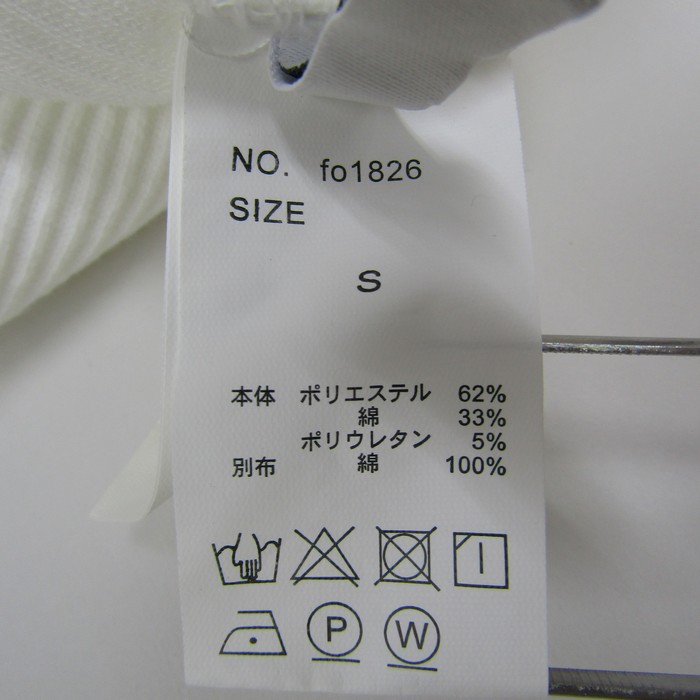 NO. fo1826
SIZE
S
本体 ポリエステル 62%
綿 33%
ポリウレタン 5%
別布 綿 100%
P W